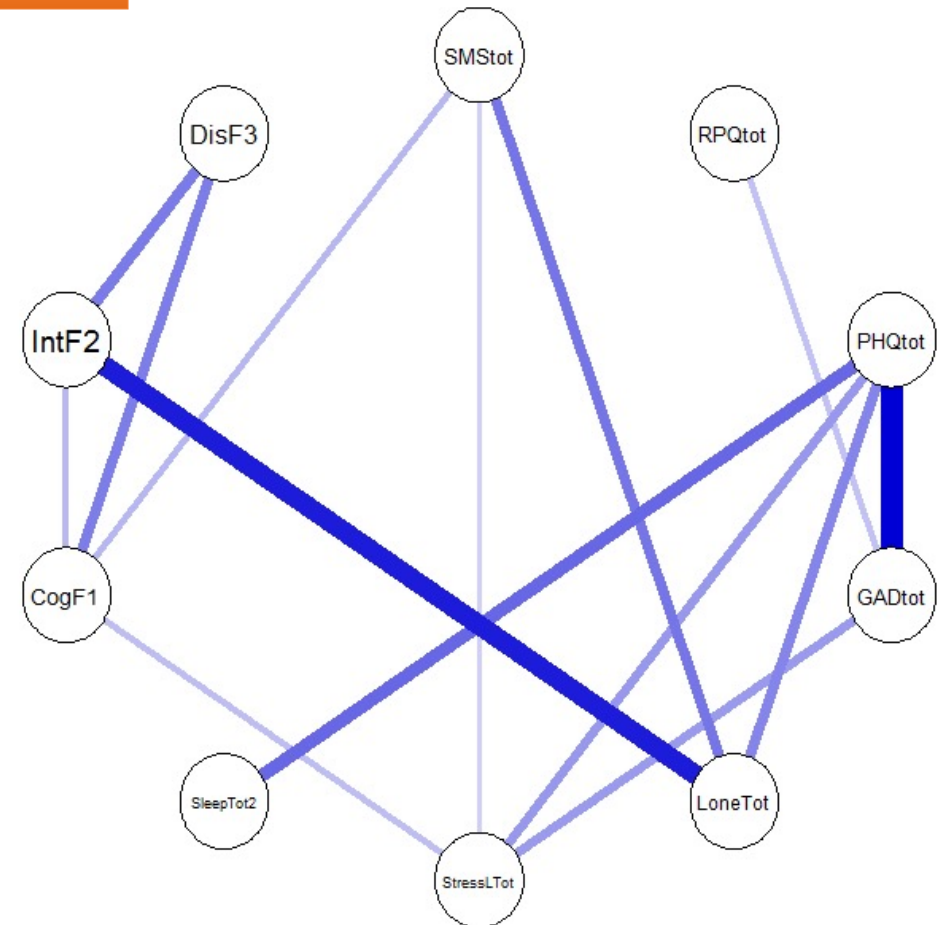 SMStot
DisF3
RPQtot
IntF2
PHQtot
CogF1
GADtot
SleepTot2
LoneTot
StressLTot